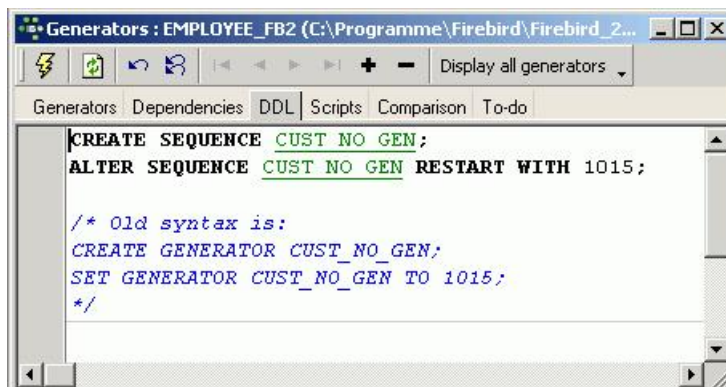 Generators : EMPLOYEE_FB2 (C:\Programme\Firebird\Firebird_2...
Display all generators
Generators Dependencies DDL Scripts Comparison To-do
CREATE SEQUENCE CUST_NO_GEN;
ALTER SEQUENCE CUST_NO_GEN RESTART WITH 1015;
/* Old syntax is:
CREATE GENERATOR CUST_NO_GEN;
SET GENERATOR CUST_NO_GEN TO 1015;
*/